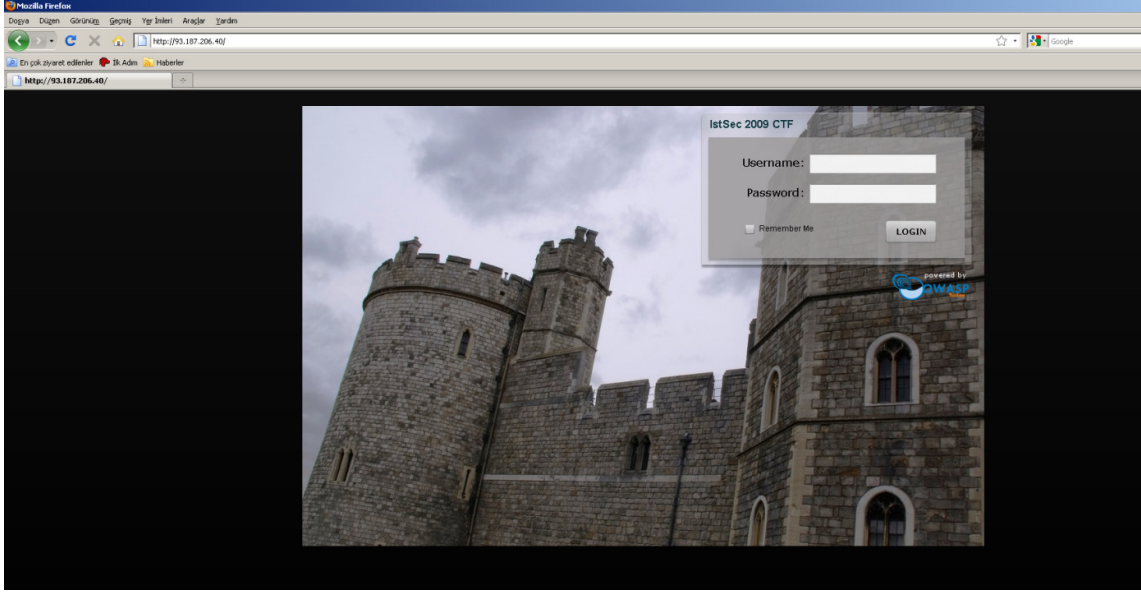 Mozilla Firefox
Dosya Düzen Görünüm Geçmiş Yer İmleri Araçlar Yardım
http://93.187.206.40/
Google
En çok ziyaret edilenler İlk Adım Haberler
http://93.187.206.40/
IstSec 2009 CTF
Username:
Password:
Remember Me
LOGIN
powered by
OWASP